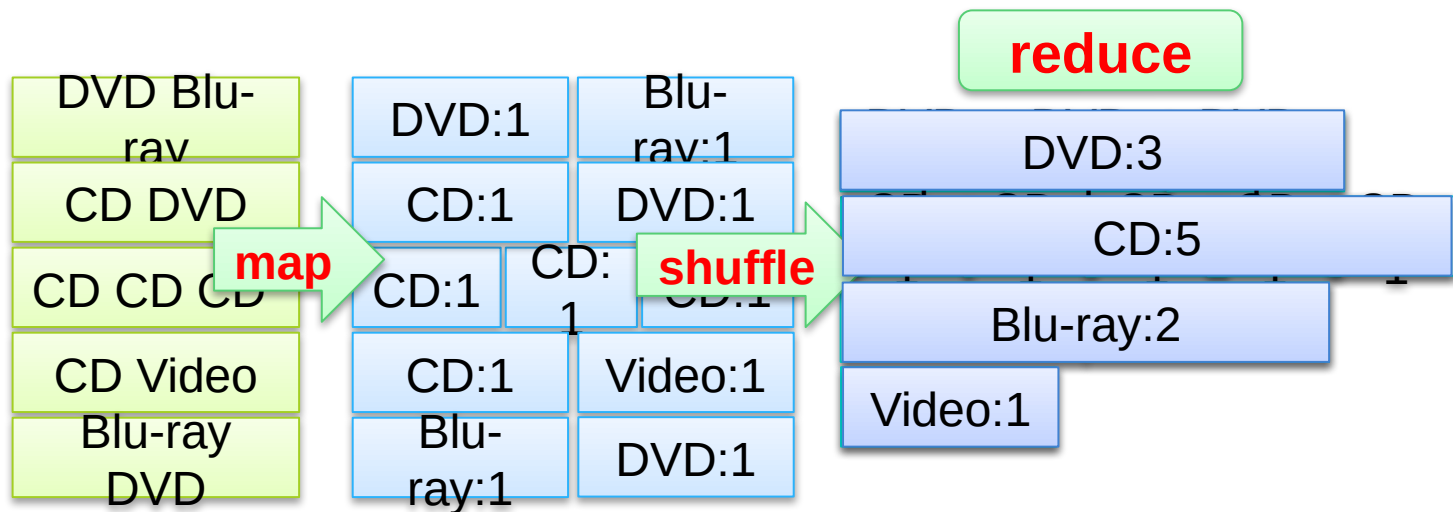 reduce
DVD Blu-
ray
CD DVD
CD CD CD
CD Video
Blu-ray
DVD
map
DVD:1
Blu-
ray:1
CD:1
DVD:1
CD:1
CD:
1
CD:1
CD:1
Video:1
Blu-
ray:1
DVD:1
shuffle
DVD:3
CD:5
Blu-ray:2
Video:1